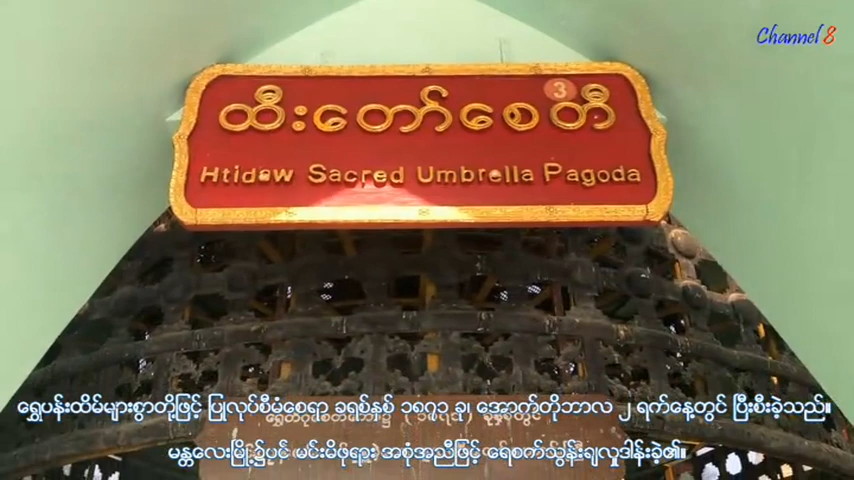 Channel 8
ထီးတော်စေတီ
3
Htidaw Sacred Umbrella Pagoda
ရွှေပန်းထိမ်များစွာတို့ဖြင့် ပြုလုပ်စီမံစေရာ ခရစ်နှစ် ၁၈၇၁ ခု၊ အောက်တိုဘာလ ၂ ရက်နေ့တွင် ပြီးစီးခဲ့သည်။
မန္တလေးမြို့၌ပင် မင်းမိဖုရား အစုံအညီဖြင့် ရေစက်သွန်းချလှူဒါန်းခဲ့၏။